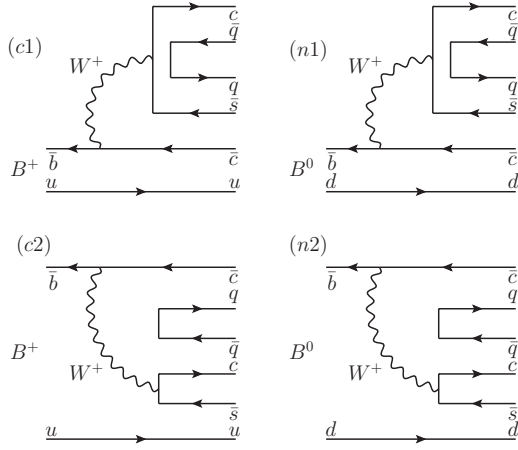 (c1) c (n1) c
q̄ q̄
W⁺ W⁺
q q
s̄ s̄
b̄ c̄ b̄ c̄
B⁺ B⁰
u u d d
(c2) (n2)
b̄ c̄ b̄ c̄
q q
B⁺ q̄ B⁰ q̄
W⁺ c W⁺ c
s̄ s̄
u u d d